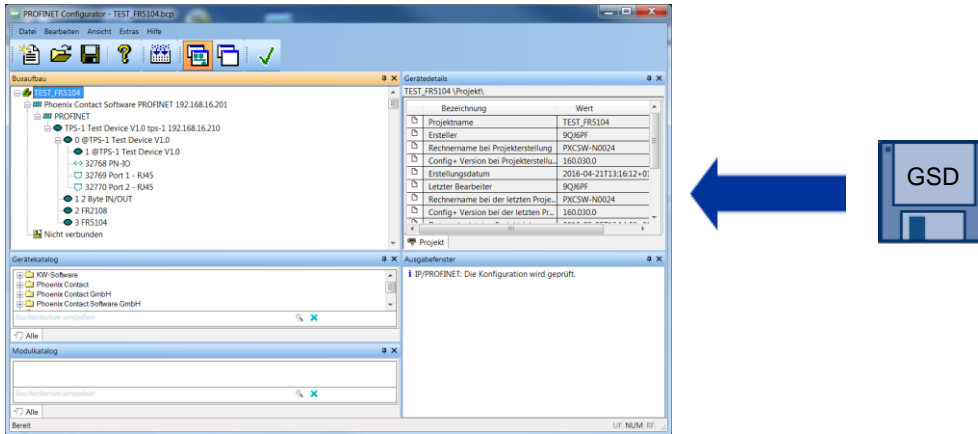 PROFINET Configurator - TEST_FR5104.bcp
Datei Bearbeiten Ansicht Extras Hilfe
Busaufbau
TEST_FR5104
Phoenix Contact Software PROFINET 192.168.16.201
PROFINET
TPS-1 Test Device V1.0 tps-1 192.168.16.210
0 @TPS-1 Test Device V1.0
1 @TPS-1 Test Device V1.0
32768 PN-IO
32769 Port 1 - RJ45
32770 Port 2 - RJ45
1 2 Byte IN/OUT
2 FR2108
3 FR5104
Nicht verbunden
Gerätedetails
TEST_FR5104 \Projekt\
Bezeichnung Wert
Projektname TEST_FR5104
Ersteller 9QJ6PF
Rechnername bei Projekterstellung PXCSW-N0024
Config+ Version bei Projekterstellu... 160.030.0
Erstellungsdatum 2016-04-21T13:16:12+0
Letzter Bearbeiter 9QJ6PF
Rechnername bei der letzten Proje... PXCSW-N0024
Config+ Version bei der letzten Pr... 160.030.0
Projekt
Gerätekatalog
KW-Software
Phoenix Contact
Phoenix Contact GmbH
Phoenix Contact Software GmbH
Suchkriterium eingeben
Alle
Modulkatalog
Suchkriterium eingeben
Alle
Ausgabefenster
IP/PROFINET: Die Konfiguration wird geprüft.
Bereit
UF NUM RF
GSD